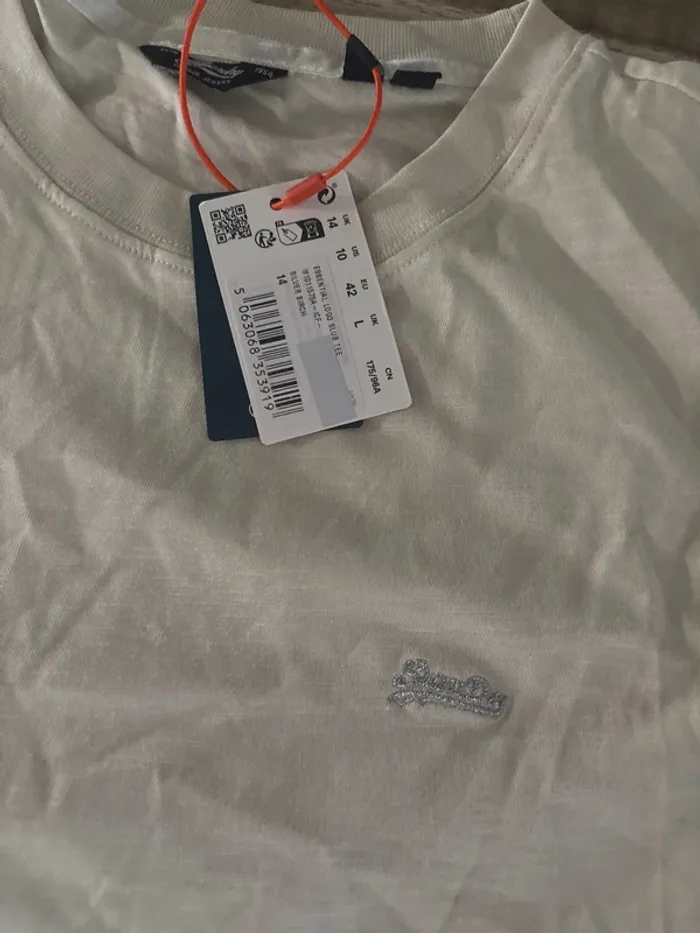 1954
UK
14
US
10
EU
42
UK
L
CN
175/96A
ESSENTIAL LOGO SLUB TEE
SILVER BIRCH
14
5 063068 353919